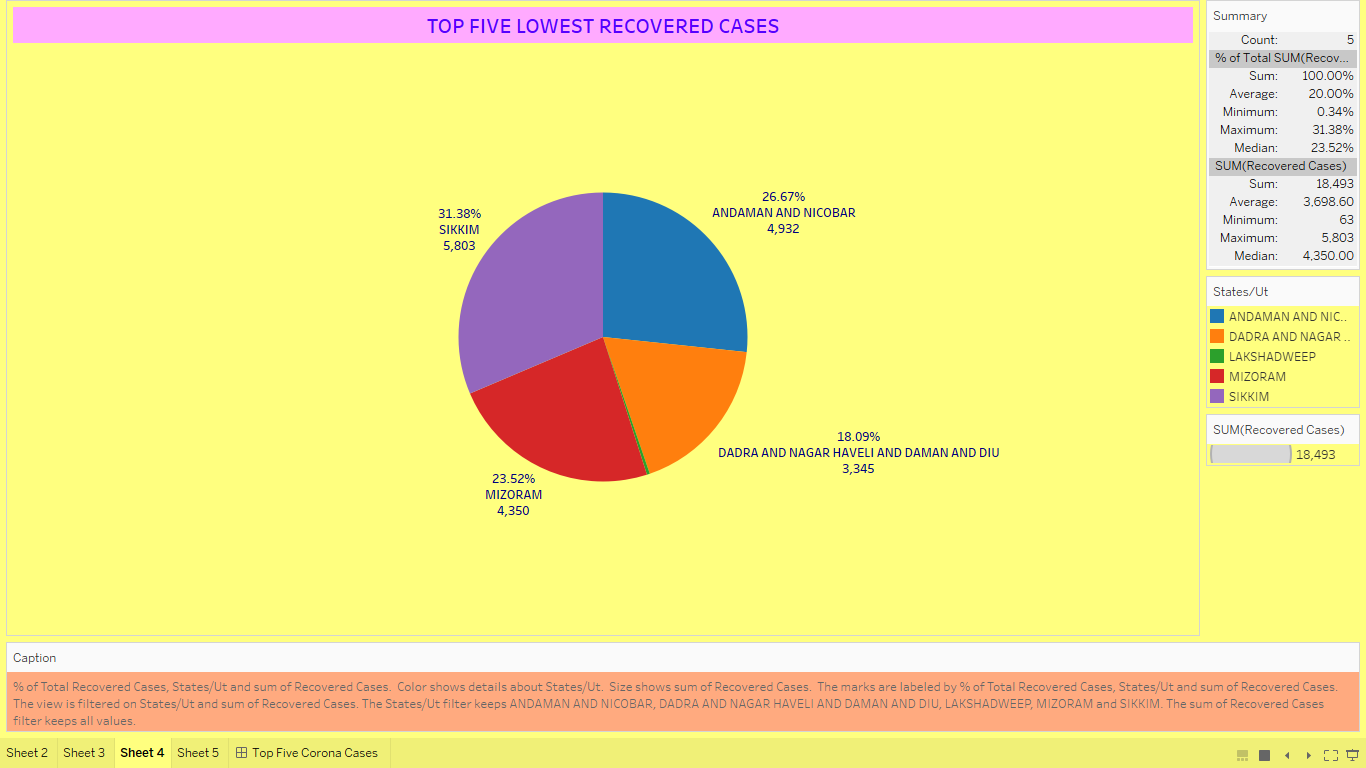 TOP FIVE LOWEST RECOVERED CASES
31.38%
SIKKIM
5,803
26.67%
ANDAMAN AND NICOBAR
4,932
18.09%
DADRA AND NAGAR HAVELI AND DAMAN AND DIU
3,345
23.52%
MIZORAM
4,350
Summary
Count: 5
% of Total SUM(Recov...
Sum: 100.00%
Average: 20.00%
Minimum: 0.34%
Maximum: 31.38%
Median: 23.52%
SUM(Recovered Cases)
Sum: 18,493
Average: 3,698.60
Minimum: 63
Maximum: 5,803
Median: 4,350.00
States/Ut
ANDAMAN AND NIC..
DADRA AND NAGAR ..
LAKSHADWEEP
MIZORAM
SIKKIM
SUM(Recovered Cases)
18,493
Caption
% of Total Recovered Cases, States/Ut and sum of Recovered Cases.  Color shows details about States/Ut.  Size shows sum of Recovered Cases.  The marks are labeled by % of Total Recovered Cases, States/Ut and sum of Recovered Cases.
The view is filtered on States/Ut and sum of Recovered Cases. The States/Ut filter keeps ANDAMAN AND NICOBAR, DADRA AND NAGAR HAVELI AND DAMAN AND DIU, LAKSHADWEEP, MIZORAM and SIKKIM. The sum of Recovered Cases
filter keeps all values.
Sheet 2 Sheet 3 Sheet 4 Sheet 5 Top Five Corona Cases